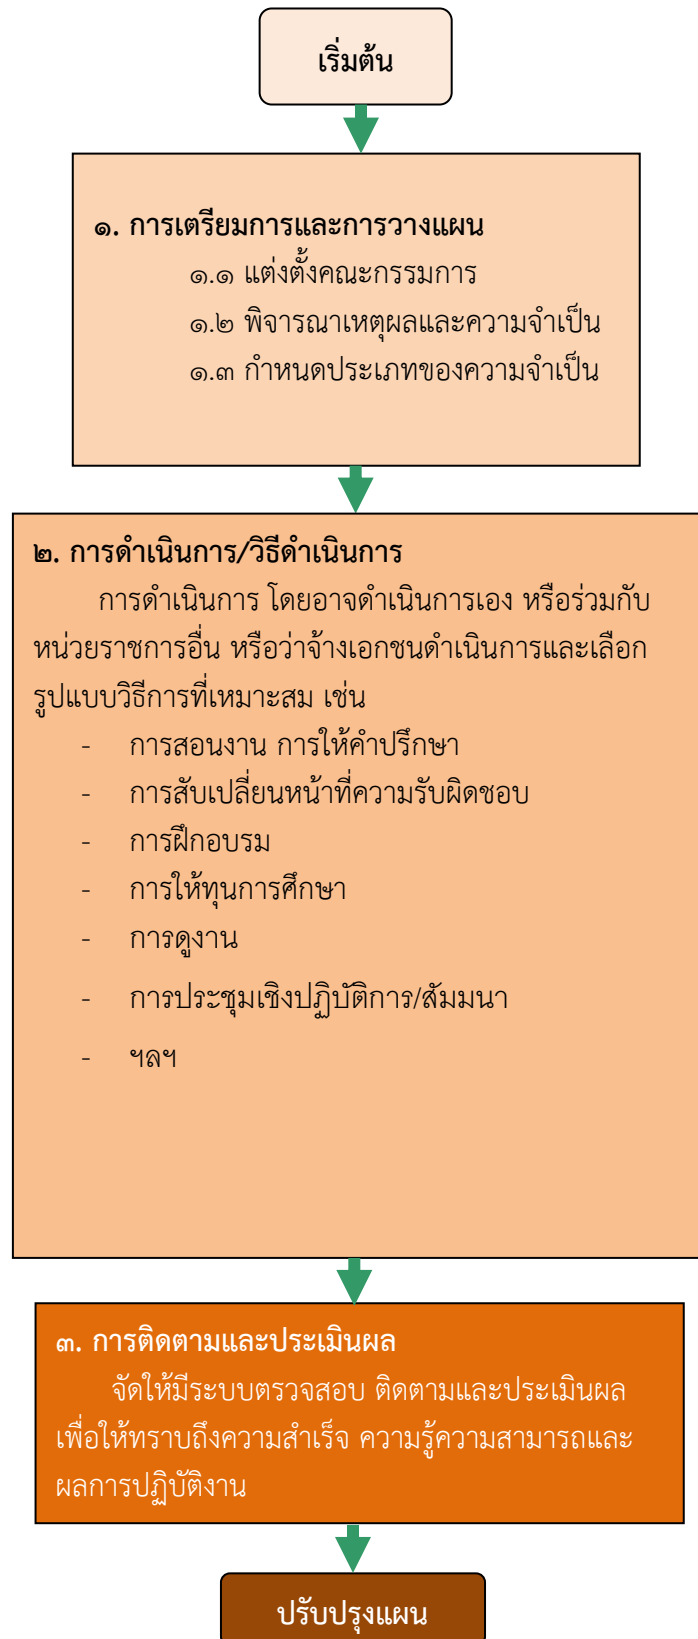 เริ่มต้น
๑. การเตรียมการและการวางแผน
๑.๑ แต่งตั้งคณะกรรมการ
๑.๒ พิจารณาเหตุผลและความจำเป็น
๑.๓ กำหนดประเภทของความจำเป็น
๒. การดำเนินการ/วิธีดำเนินการ
การดำเนินการ โดยอาจดำเนินการเอง หรือร่วมกับ
หน่วยราชการอื่น หรือว่าจ้างเอกชนดำเนินการและเลือก
รูปแบบวิธีการที่เหมาะสม เช่น
- การสอนงาน การให้คำปรึกษา
- การสับเปลี่ยนหน้าที่ความรับผิดชอบ
- การฝึกอบรม
- การให้ทุนการศึกษา
- การดูงาน
- การประชุมเชิงปฏิบัติการ/สัมมนา
- ฯลฯ
๓. การติดตามและประเมินผล
จัดให้มีระบบตรวจสอบ ติดตามและประเมินผล
เพื่อให้ทราบถึงความสำเร็จ ความรู้ความสามารถและ
ผลการปฏิบัติงาน
ปรับปรุงแผน